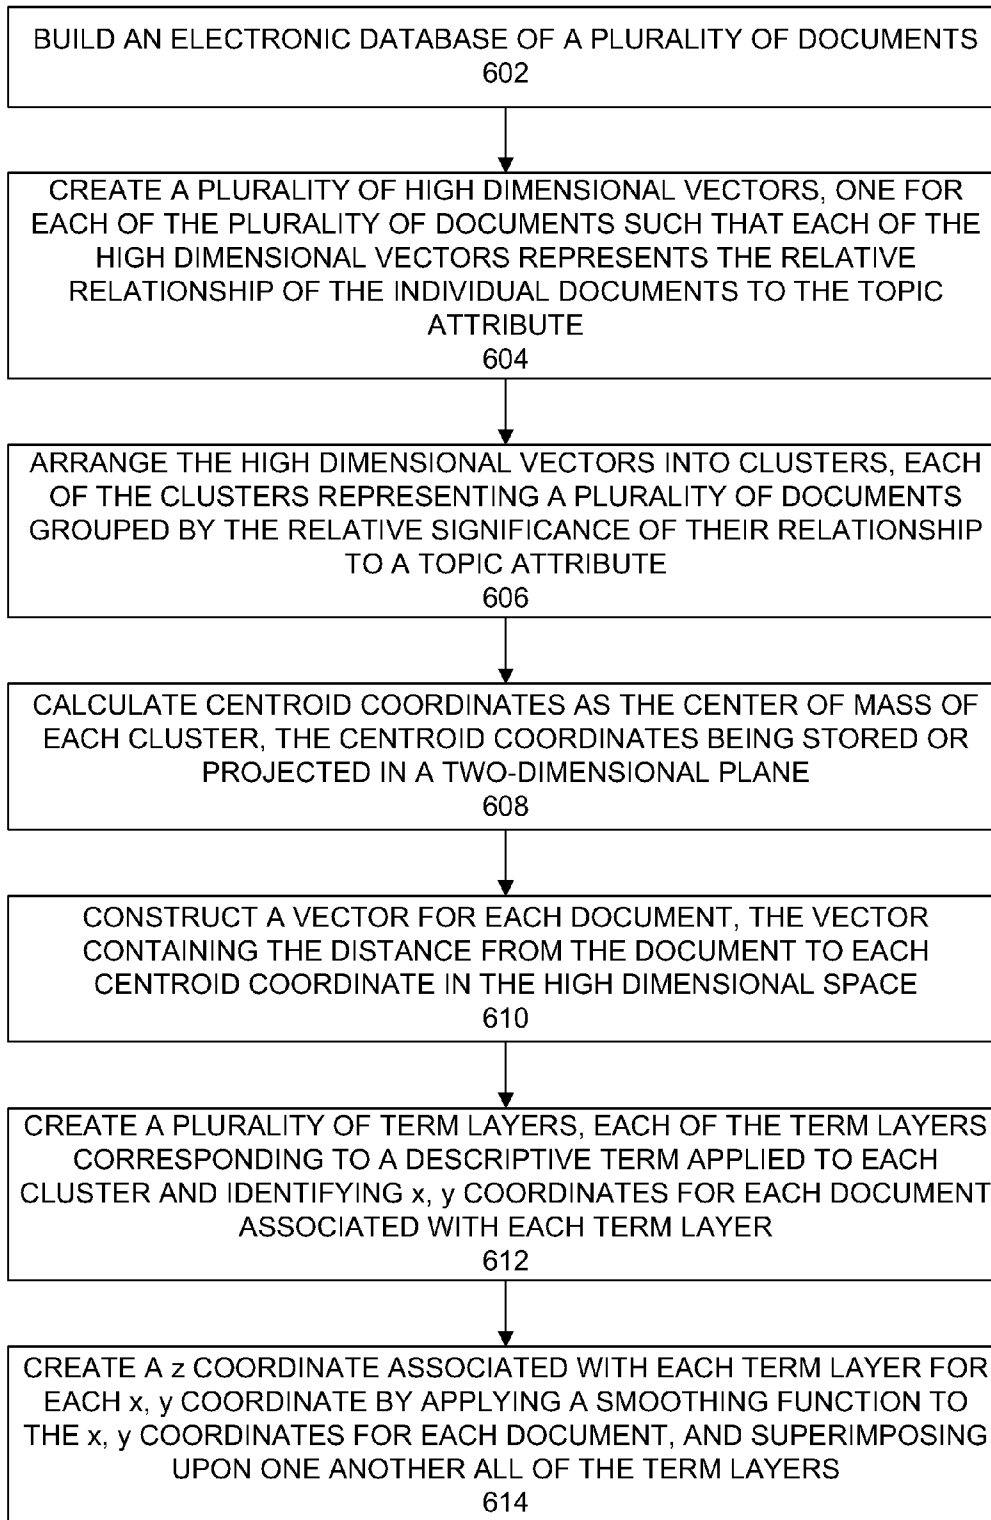 BUILD AN ELECTRONIC DATABASE OF A PLURALITY OF DOCUMENTS
602
CREATE A PLURALITY OF HIGH DIMENSIONAL VECTORS, ONE FOR
EACH OF THE PLURALITY OF DOCUMENTS SUCH THAT EACH OF THE
HIGH DIMENSIONAL VECTORS REPRESENTS THE RELATIVE
RELATIONSHIP OF THE INDIVIDUAL DOCUMENTS TO THE TOPIC
ATTRIBUTE
604
ARRANGE THE HIGH DIMENSIONAL VECTORS INTO CLUSTERS, EACH
OF THE CLUSTERS REPRESENTING A PLURALITY OF DOCUMENTS
GROUPED BY THE RELATIVE SIGNIFICANCE OF THEIR RELATIONSHIP
TO A TOPIC ATTRIBUTE
606
CALCULATE CENTROID COORDINATES AS THE CENTER OF MASS OF
EACH CLUSTER, THE CENTROID COORDINATES BEING STORED OR
PROJECTED IN A TWO-DIMENSIONAL PLANE
608
CONSTRUCT A VECTOR FOR EACH DOCUMENT, THE VECTOR
CONTAINING THE DISTANCE FROM THE DOCUMENT TO EACH
CENTROID COORDINATE IN THE HIGH DIMENSIONAL SPACE
610
CREATE A PLURALITY OF TERM LAYERS, EACH OF THE TERM LAYERS
CORRESPONDING TO A DESCRIPTIVE TERM APPLIED TO EACH
CLUSTER AND IDENTIFYING x, y COORDINATES FOR EACH DOCUMENT
ASSOCIATED WITH EACH TERM LAYER
612
CREATE A z COORDINATE ASSOCIATED WITH EACH TERM LAYER FOR
EACH x, y COORDINATE BY APPLYING A SMOOTHING FUNCTION TO
THE x, y COORDINATES FOR EACH DOCUMENT, AND SUPERIMPOSING
UPON ONE ANOTHER ALL OF THE TERM LAYERS
614